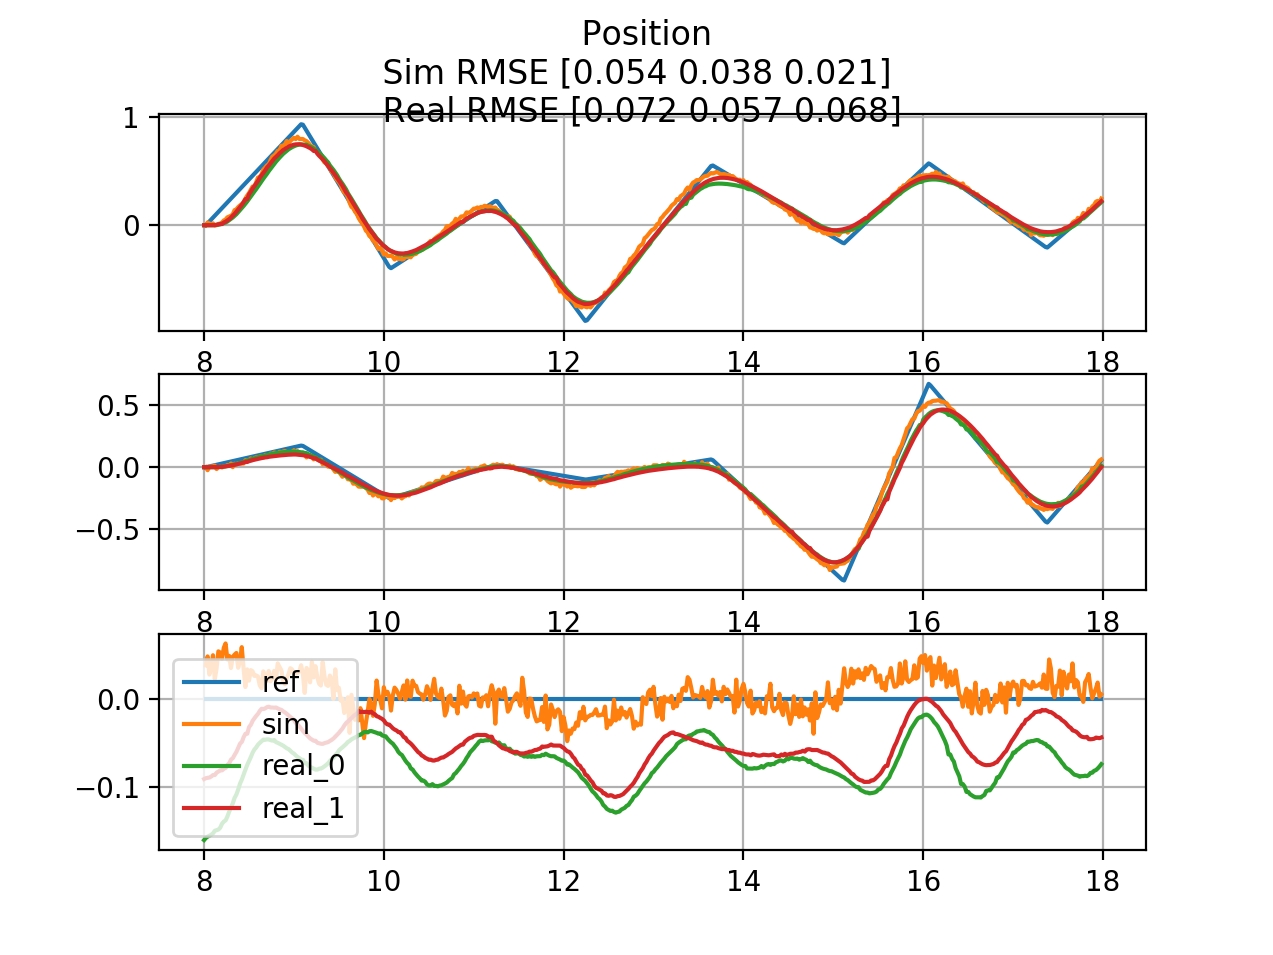 Position
Sim RMSE [0.054 0.038 0.021]
Real RMSE [0.072 0.057 0.068]
1
0
8 10 12 14 16 18
0.5
0.0
−0.5
8 10 12 14 16 18
0.0
−0.1
ref
sim
real_0
real_1
8 10 12 14 16 18